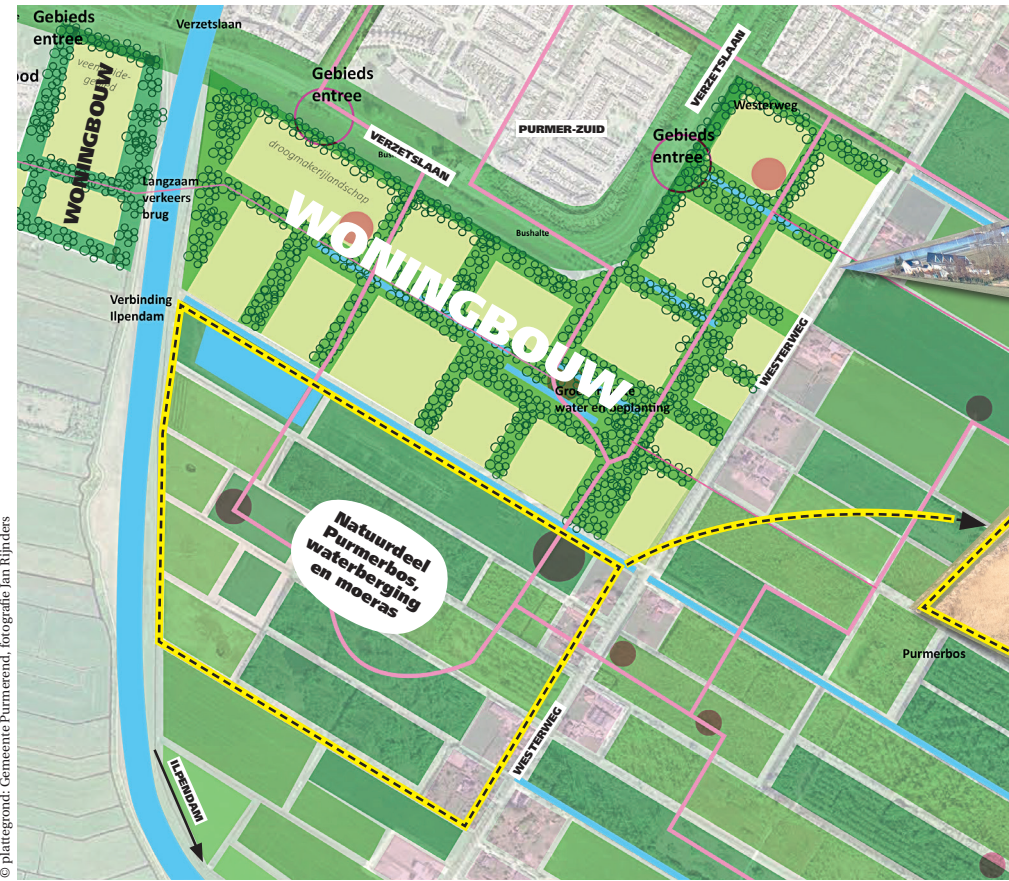 Gebieds
entree
Verzetslaan
ood
WONINGBOUW
Gebieds
entree
VERZETSLAAN
droogmakerijlandschap
PURMER-ZUID
VERZETSLAAN
Westerweg
Gebieds
entree
Langzaam
verkeers
brug
WONINGBOUW
Bushalte
Verbinding
Ilpendam
WESTERWEG
water en beplanting
Natuurdeel
Purmerbos,
waterberging
en moeras
Purmerbos
WESTERWEG
ILPENDAM
© plattegrond: Gemeente Purmerend, fotografie Jan Rijnders